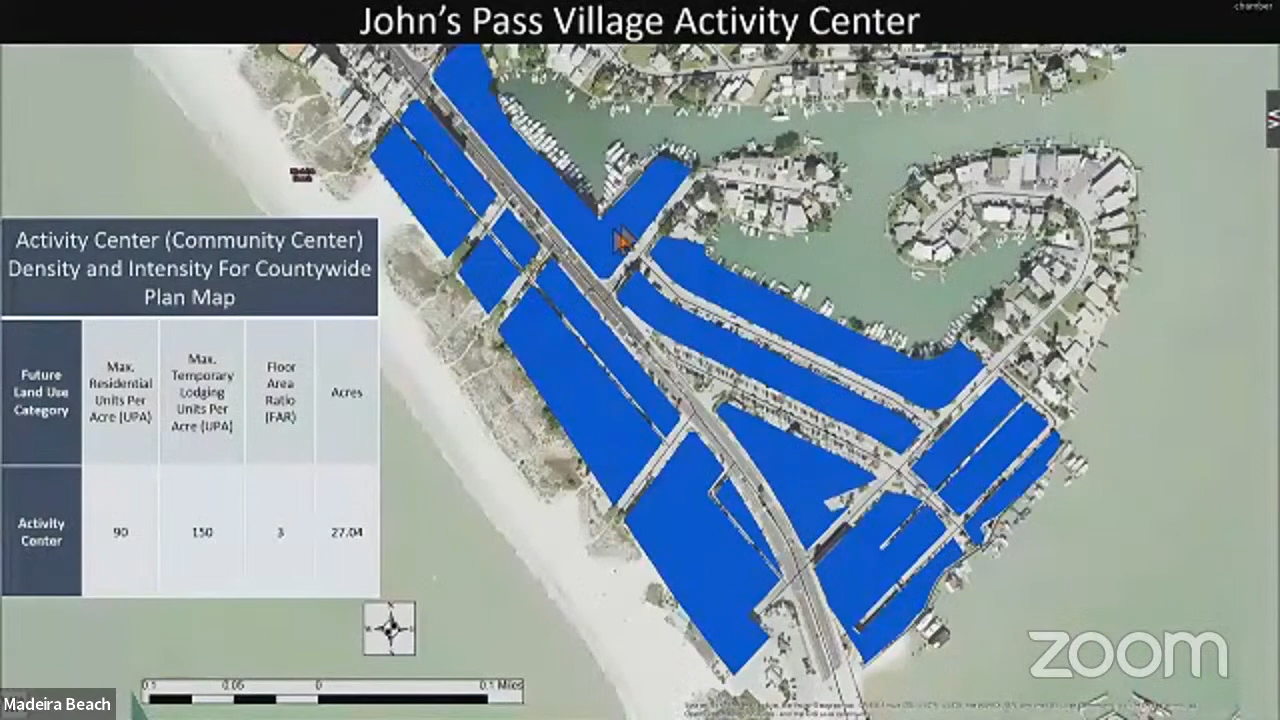 John's Pass Village Activity Center
chamber
Activity Center (Community Center)
Density and Intensity For Countywide
Plan Map
Future
Land Use
Category
Max.
Residential
Units Per
Acre (UPA)
Max.
Temporary
Lodging
Units Per
Acre (UPA)
Floor
Area
Ratio
(FAR)
Acres
Activity
Center
90
150
3
27.04
0.1 0.05 0 0.1 Miles
zoom
Madeira Beach